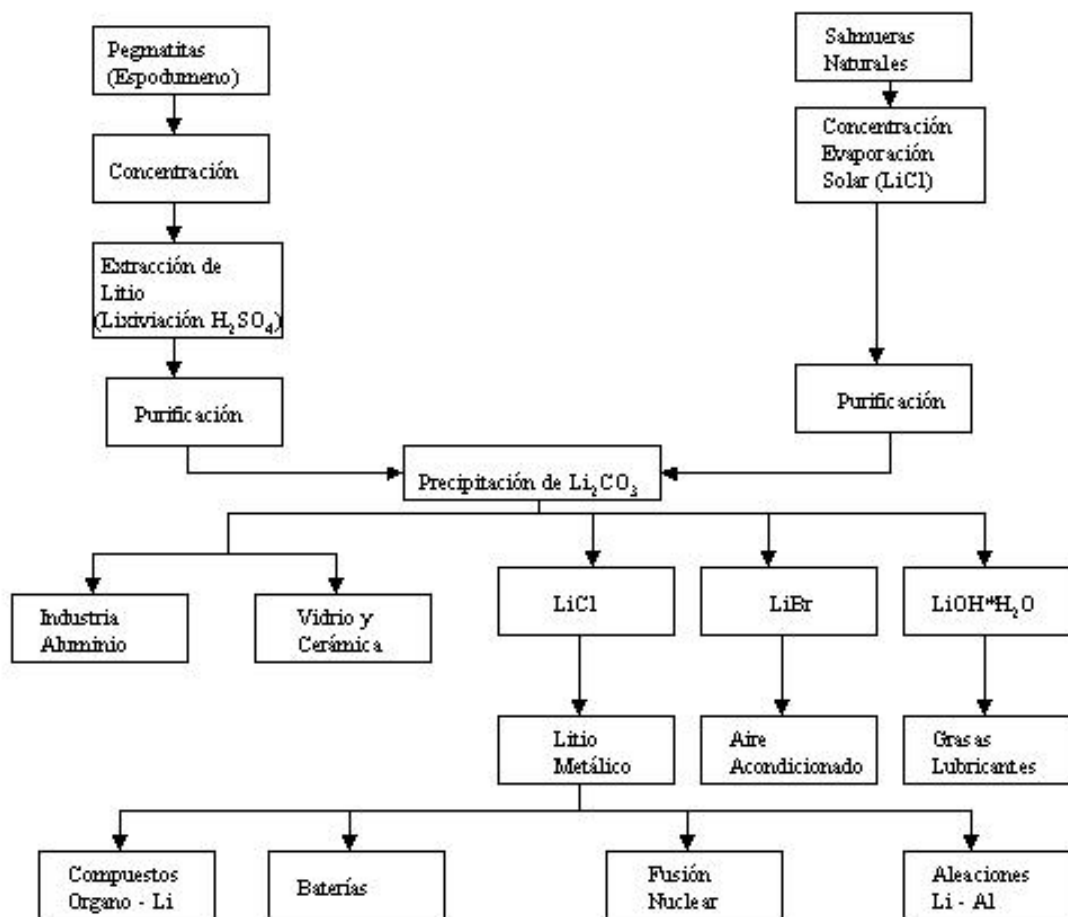 Pegmatitas
(Espodumeno)
Salmueras
Naturales
Concentración
Concentración
Evaporación
Solar (LiCl)
Extracción de
Litio
(Lixiviación H₂SO₄)
Purificación
Purificación
Precipitación de Li₂CO₃
Industria
Aluminio
Vidrio y
Cerámica
LiCl
LiBr
LiOH*H₂O
Litio
Metálico
Aire
Acondicionado
Grasas
Lubricantes
Compuestos
Organo - Li
Baterías
Fusión
Nuclear
Aleaciones
Li - Al